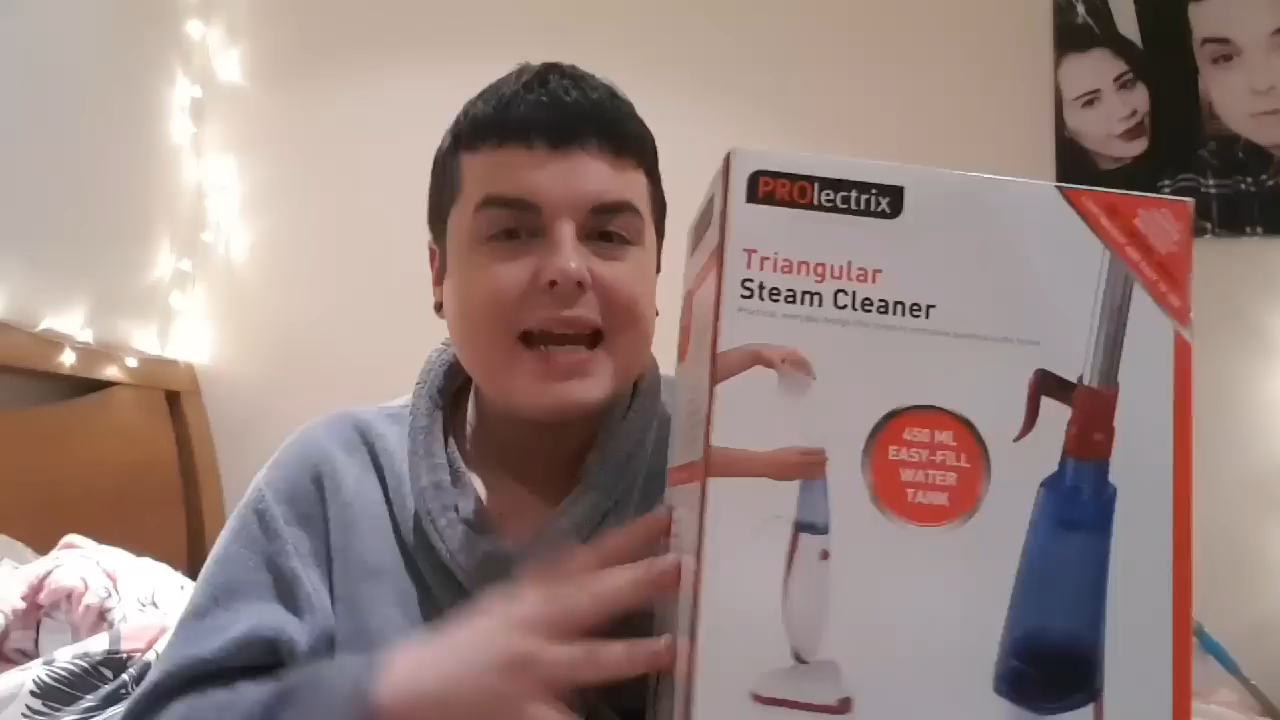 PROlectrix
Triangular
Steam Cleaner
450 ML
EASY-FILL
WATER
TANK